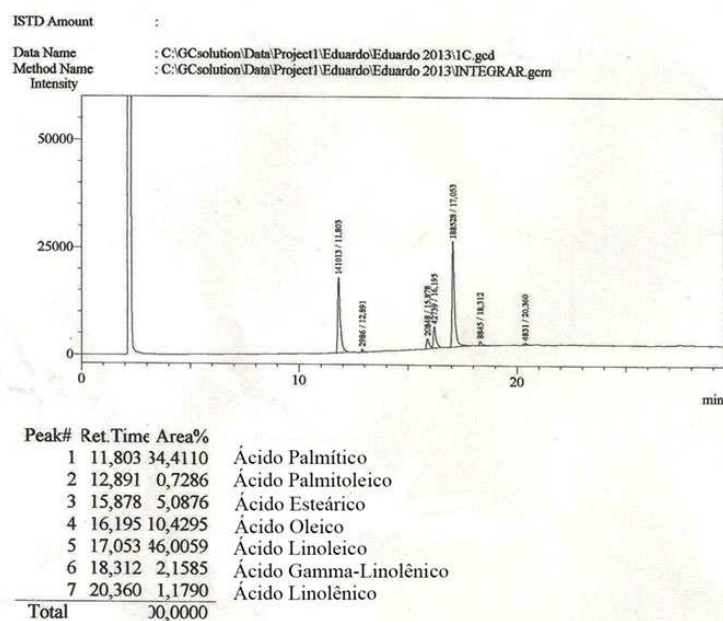 ISTD Amount :
Data Name : C:\GCsolution\Data\Project1\Eduardo\Eduardo 2013\1C.gcd
Method Name : C:\GCsolution\Data\Project1\Eduardo\Eduardo 2013\INTEGRAR.gcm
Intensity
50000
25000
0
141013 / 11,803
2986 / 12,891
20848 / 15,878
42739 / 16,195
188528 / 17,053
8845 / 18,312
4831 / 20,360
0 10 20
min
Peak# Ret.Time Area%
1 11,803 34,4110 Ácido Palmítico
2 12,891 0,7286 Ácido Palmitoleico
3 15,878 5,0876 Ácido Esteárico
4 16,195 10,4295 Ácido Oleico
5 17,053 46,0059 Ácido Linoleico
6 18,312 2,1585 Ácido Gamma-Linolênico
7 20,360 1,1790 Ácido Linolênico
Total 00,0000